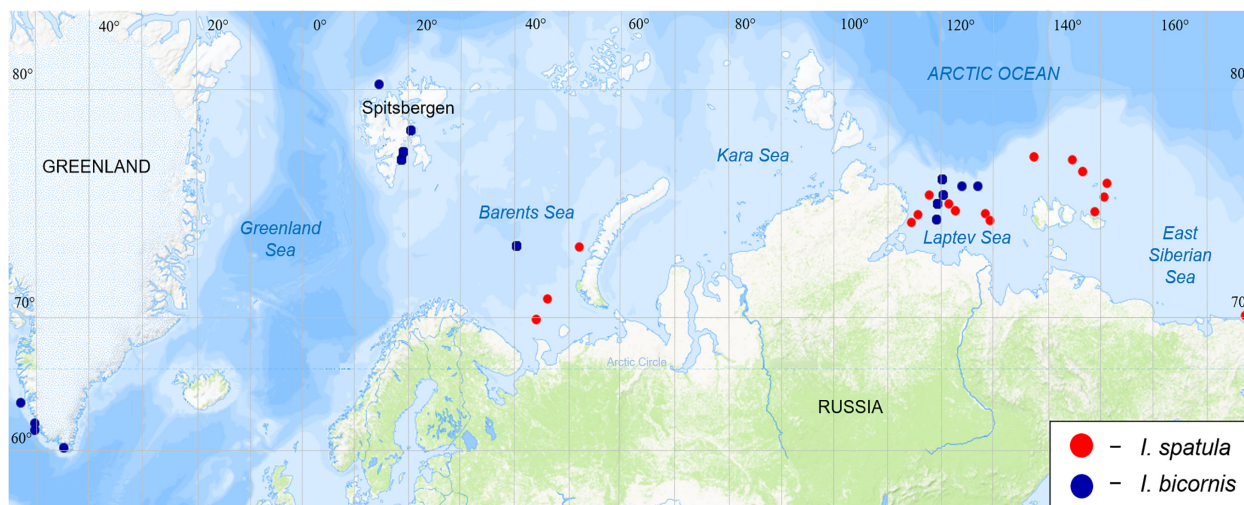 40° 20° 0° 20° 40° 60° 80° 100° 120° 140° 160°
80° 80
ARCTIC OCEAN
Spitsbergen
GREENLAND
Kara Sea
Barents Sea
Greenland
Sea
Laptev Sea
East
Siberian
Sea
70° 70
Arctic Circle
RUSSIA
60°
– I. spatula
– I. bicornis